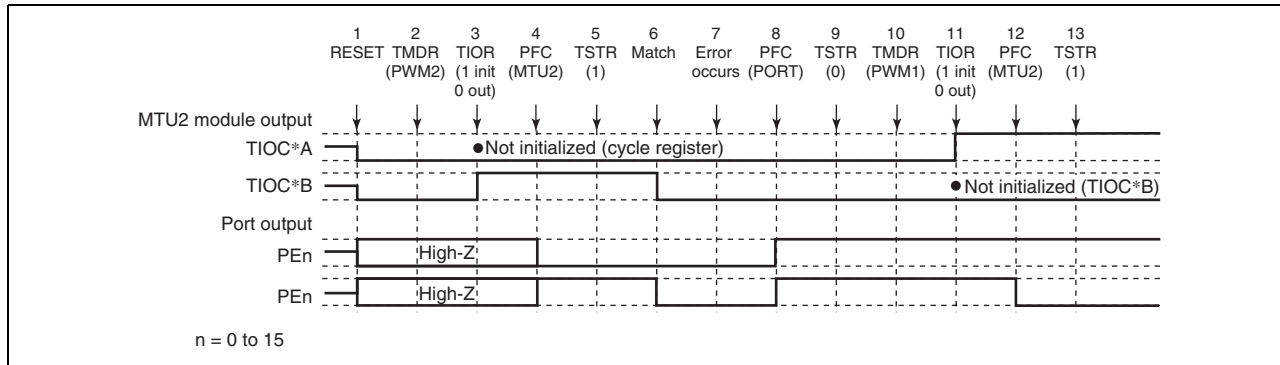 1 2 3 4 5 6 7 8 9 10 11 12 13
RESET TMDR TIOR PFC TSTR Match Error PFC TSTR TMDR TIOR PFC TSTR
(PWM2) (1 init (MTU2) (1) occurs (PORT) (0) (PWM1) (1 init (MTU2) (1)
0 out) 0 out)
MTU2 module output
TIOC*A ●Not initialized (cycle register)
TIOC*B ● Not initialized (TIOC*B)
Port output
PEn High-Z
PEn High-Z
n = 0 to 15